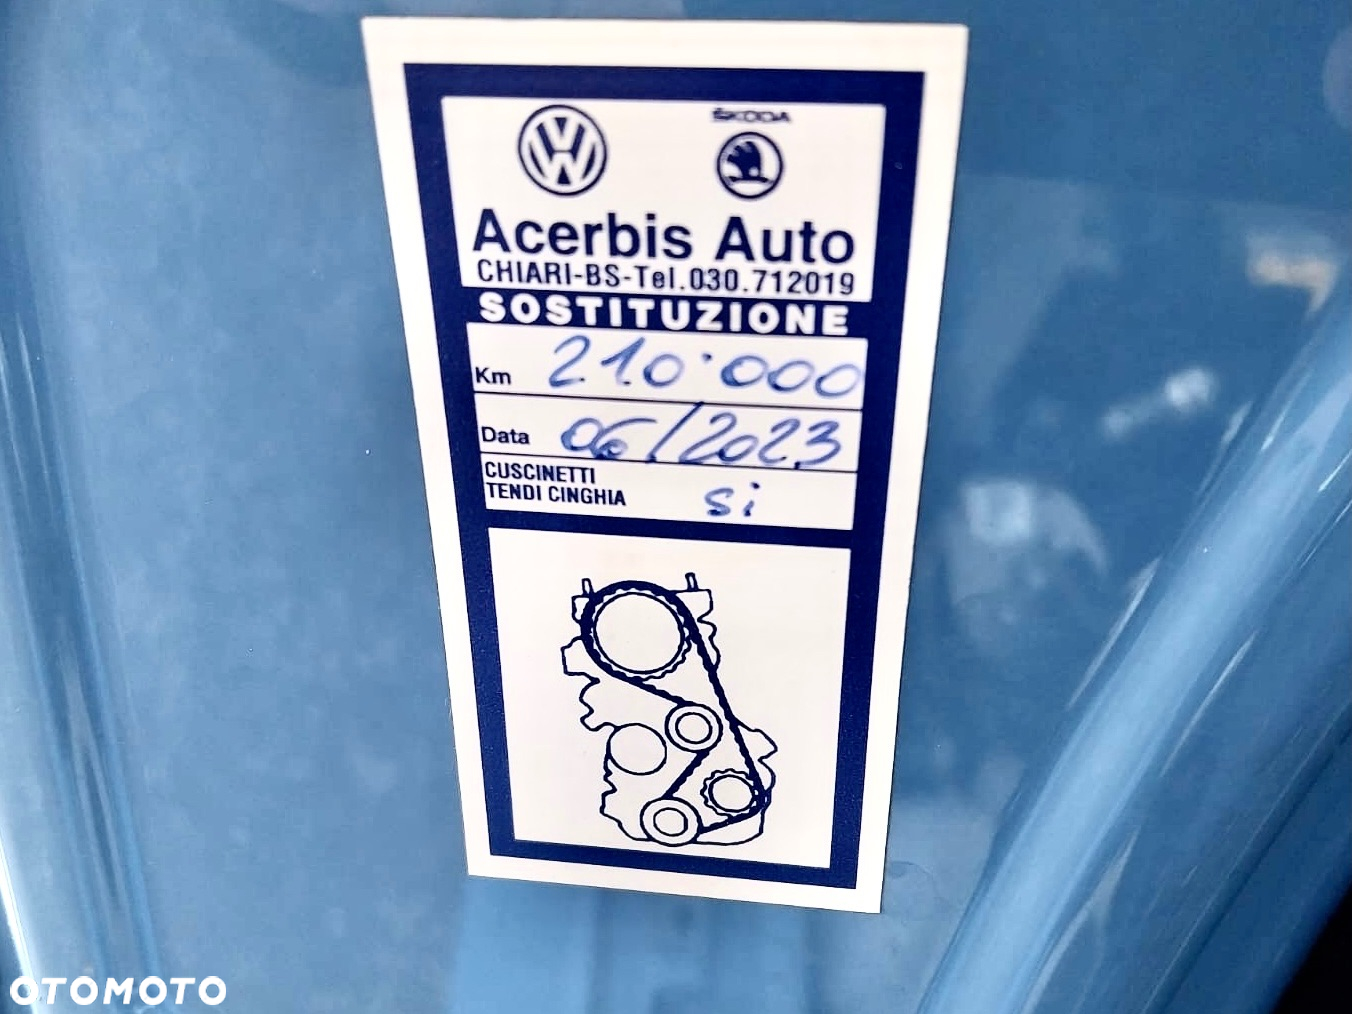 ŠKODA
Acerbis Auto
CHIARI-BS-Tel.030.712019
SOSTITUZIONE
Km 210.000
Data 06/2023
CUSCINETTI
TENDI CINGHIA si
OTOMOTO